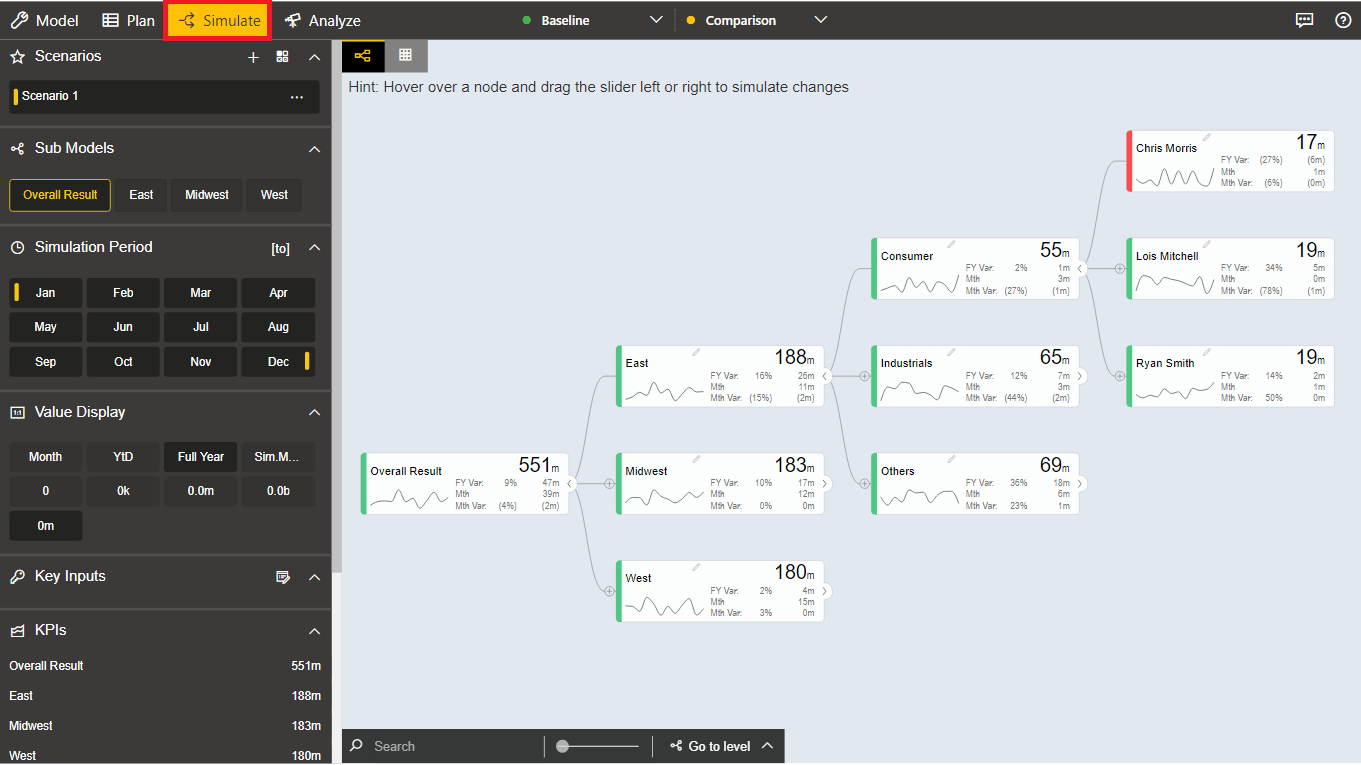 Model Plan Simulate Analyze Baseline Comparison
Scenarios
Scenario 1
Sub Models
Overall Result East Midwest West
Simulation Period [to]
Jan Feb Mar Apr
May Jun Jul Aug
Sep Oct Nov Dec
Value Display
Month YtD Full Year Sim.M...
0 0k 0.0m 0.0b
0m
Key Inputs
KPIs
Overall Result 551m
East 188m
Midwest 183m
West 180m
Hint: Hover over a node and drag the slider left or right to simulate changes
Overall Result 551m
FY Var: 9% 47m
Mth 39m
Mth Var: (4%) (2m)
East 188m
FY Var: 16% 26m
Mth 11m
Mth Var: (15%) (2m)
Midwest 183m
FY Var: 10% 17m
Mth 12m
Mth Var: 0% 0m
West 180m
FY Var: 2% 4m
Mth 15m
Mth Var: 3% 0m
Consumer 55m
FY Var: 2% 1m
Mth 3m
Mth Var: (27%) (1m)
Industrials 65m
FY Var: 12% 7m
Mth 3m
Mth Var: (44%) (2m)
Others 69m
FY Var: 36% 18m
Mth 6m
Mth Var: 23% 1m
Chris Morris 17m
FY Var: (27%) (6m)
Mth 1m
Mth Var: (6%) (0m)
Lois Mitchell 19m
FY Var: 34% 5m
Mth 0m
Mth Var: (78%) (1m)
Ryan Smith 19m
FY Var: 14% 2m
Mth 1m
Mth Var: 50% 0m
Search Go to level